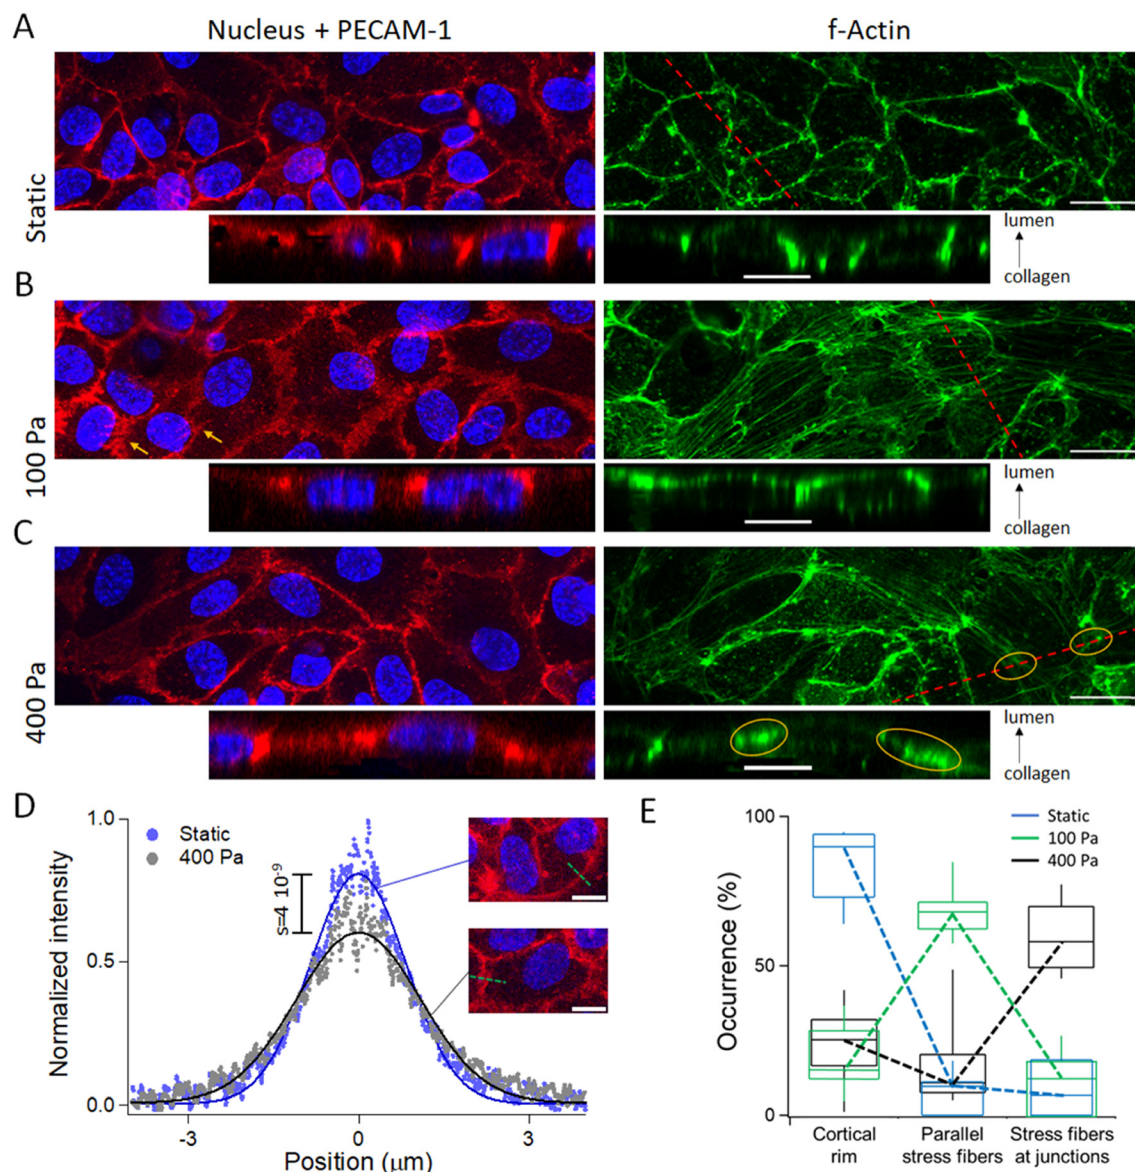 A
Nucleus + PECAM-1
f-Actin
Static
lumen
collagen
B
100 Pa
lumen
collagen
C
400 Pa
lumen
collagen
D
Normalized intensity
1.0
0.5
0.0
Static
400 Pa
s=4 10-9
-3
0
3
Position (μm)
E
Occurrence (%)
100
50
0
Static
100 Pa
400 Pa
Cortical
rim
Parallel
stress fibers
Stress fibers
at junctions